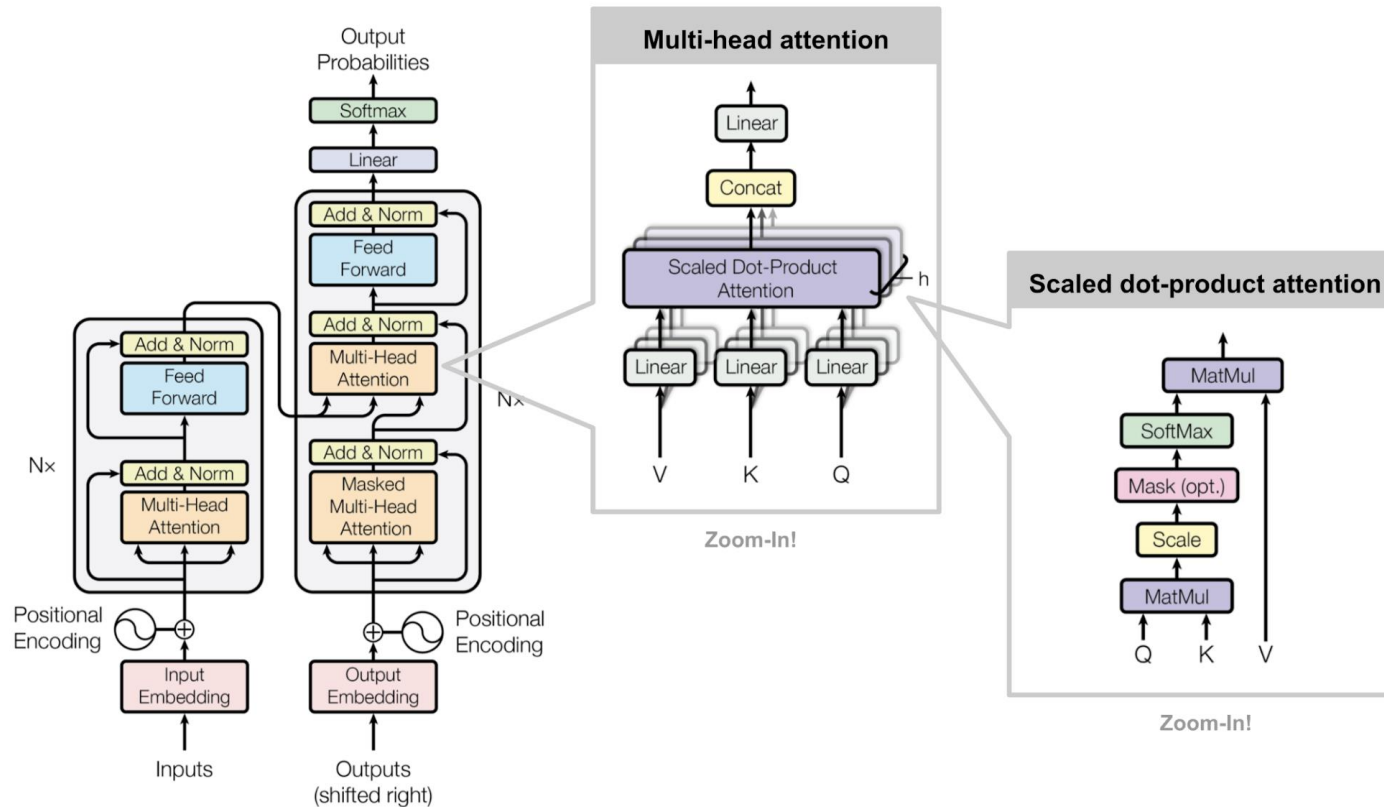 Output
Probabilities
Softmax
Linear
Add & Norm
Feed
Forward
Add & Norm
Multi-Head
Attention
Add & Norm
Masked
Multi-Head
Attention
Nx
Positional
Encoding
Output
Embedding
Outputs
(shifted right)
Add & Norm
Feed
Forward
Nx
Add & Norm
Multi-Head
Attention
Positional
Encoding
Input
Embedding
Inputs
Multi-head attention
Linear
Concat
Scaled Dot-Product
Attention
h
Linear Linear Linear
V K Q
Zoom-In!
Scaled dot-product attention
MatMul
SoftMax
Mask (opt.)
Scale
MatMul
Q K V
Zoom-In!